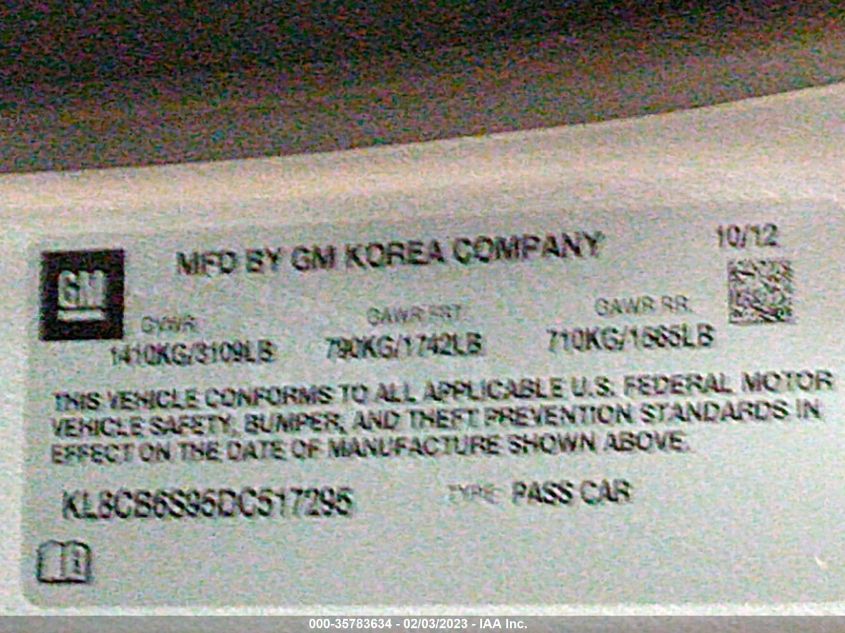 MFD BY GM KOREA COMPANY 10/12
GM
GVWR GAWR FRT. GAWR RR.
1410KG/3109LB 790KG/1742LB 710KG/1565LB
THIS VEHICLE CONFORMS TO ALL APPLICABLE U.S. FEDERAL MOTOR
VEHICLE SAFETY, BUMPER, AND THEFT PREVENTION STANDARDS IN
EFFECT ON THE DATE OF MANUFACTURE SHOWN ABOVE.
KL8CB6S95DC517295 TYPE: PASS CAR
000-35783634 - 02/03/2023 - IAA Inc.